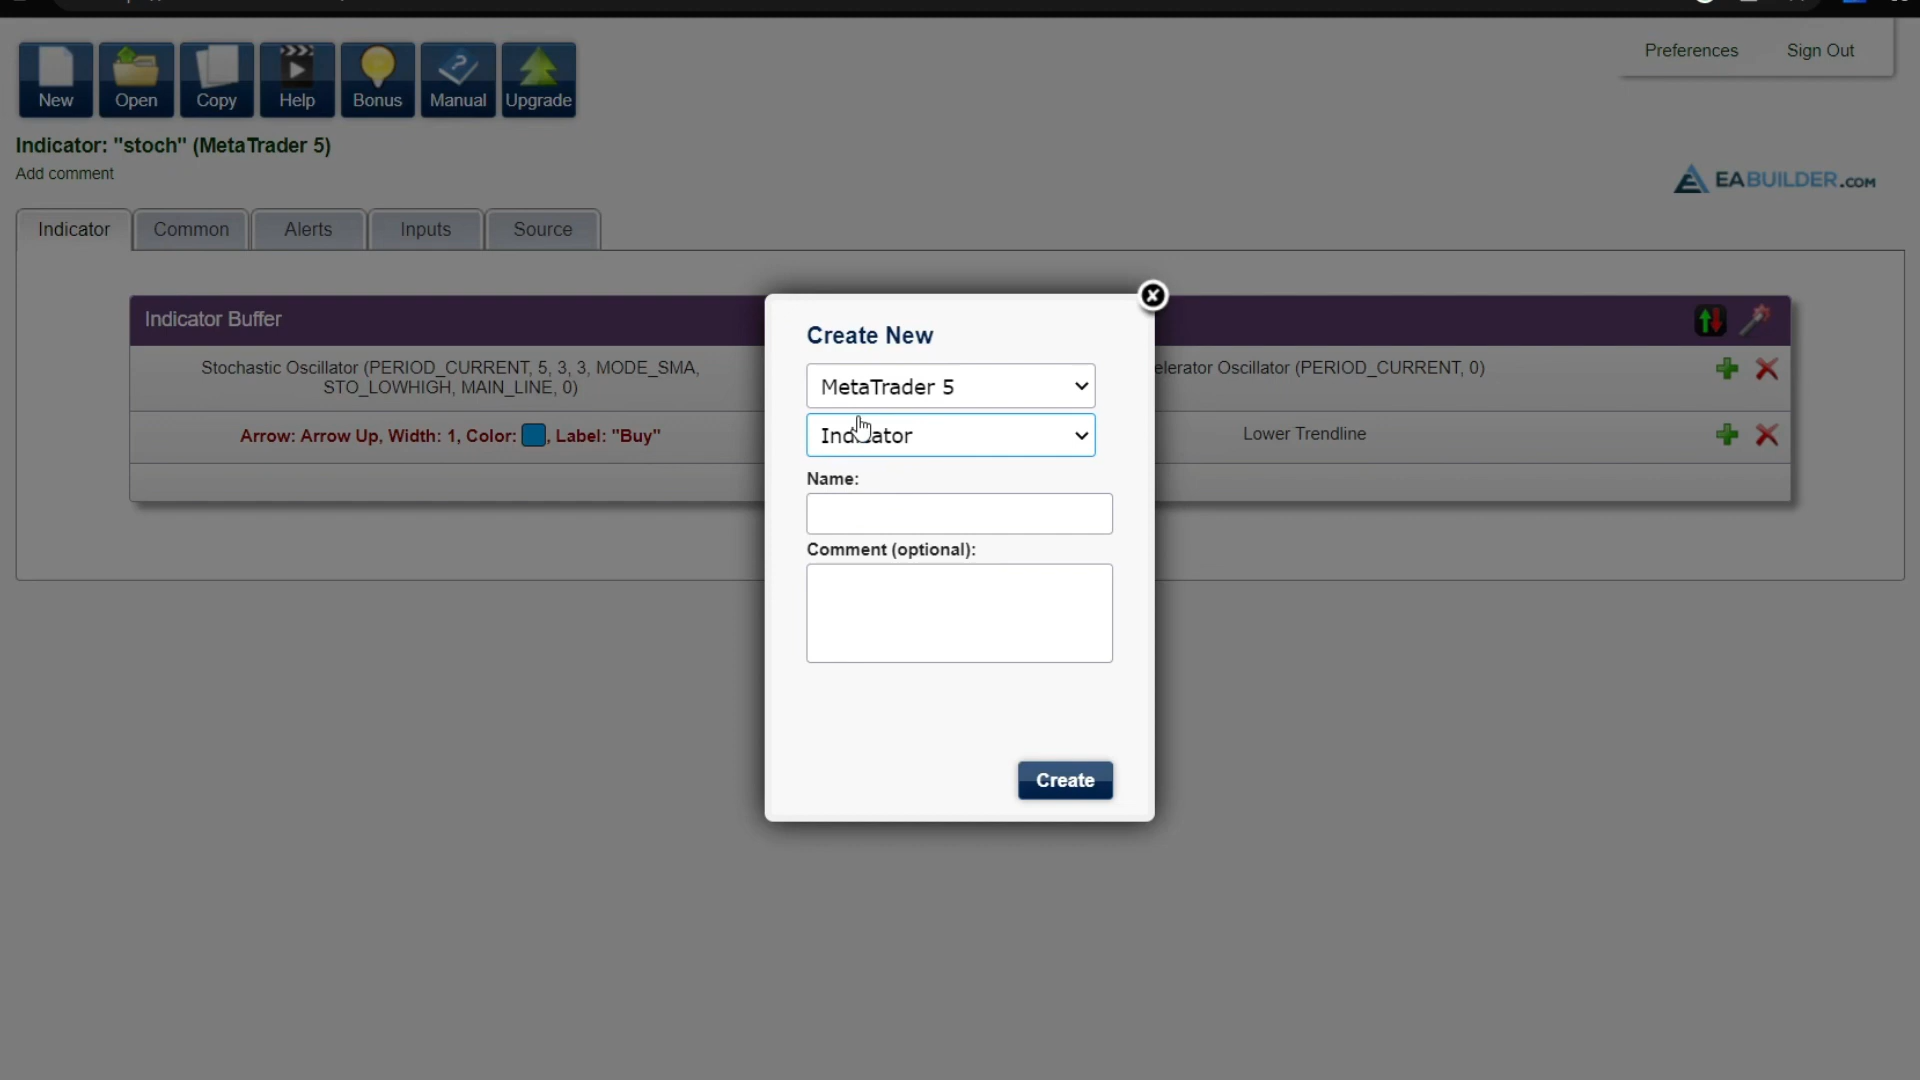 Preferences Sign Out
New Open Copy Help Bonus Manual Upgrade
Indicator: "stoch" (MetaTrader 5)
Add comment
EABUILDER.COM
Indicator Common Alerts Inputs Source
Indicator Buffer
Stochastic Oscillator (PERIOD_CURRENT, 5, 3, 3, MODE_SMA,
STO_LOWHIGH, MAIN_LINE, 0)
elerator Oscillator (PERIOD_CURRENT, 0)
Arrow: Arrow Up, Width: 1, Color: , Label: "Buy"
Lower Trendline
Create New
MetaTrader 5
Indicator
Name:
Comment (optional):
Create